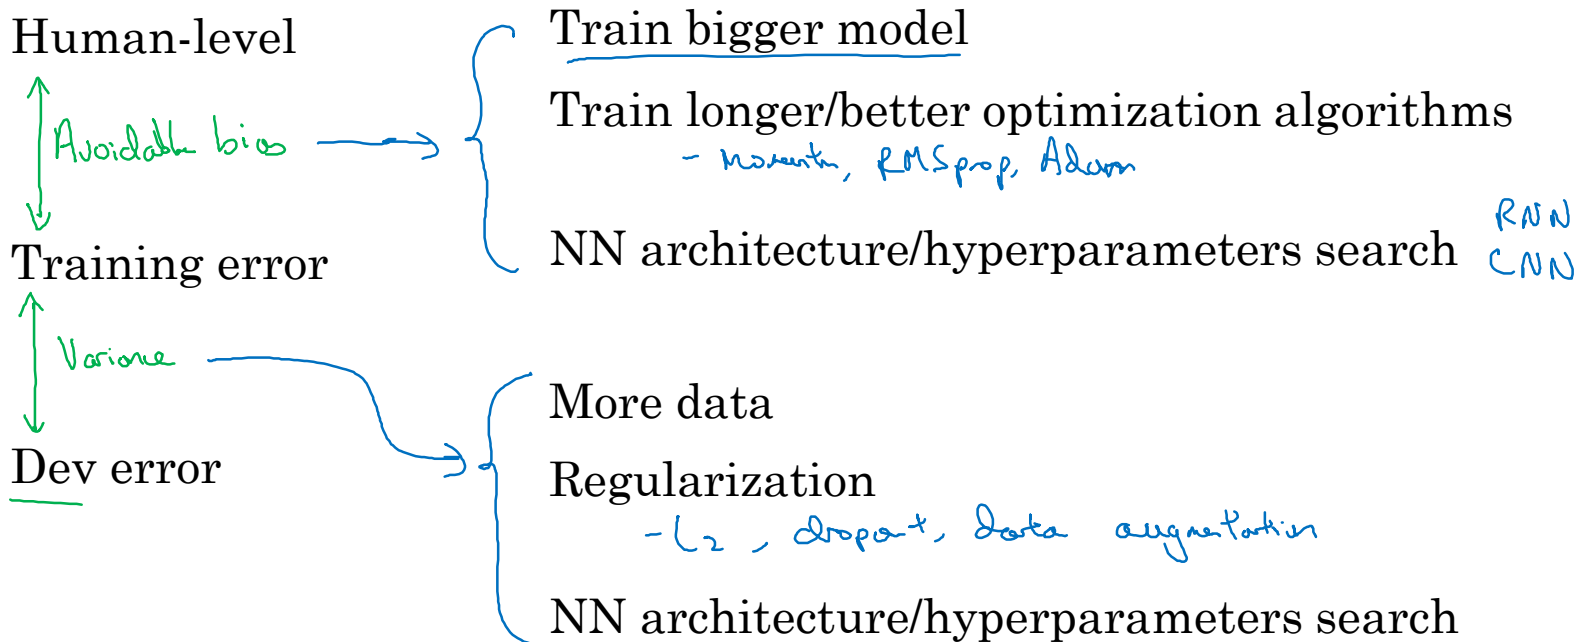 Human-level
Train bigger model
Avoidable bias
Train longer/better optimization algorithms
- Momentum, RMSprop, Adam
Training error
NN architecture/hyperparameters search
RNN
CNN
Variance
More data
Dev error
Regularization
- L2, dropout, data augmentation
NN architecture/hyperparameters search